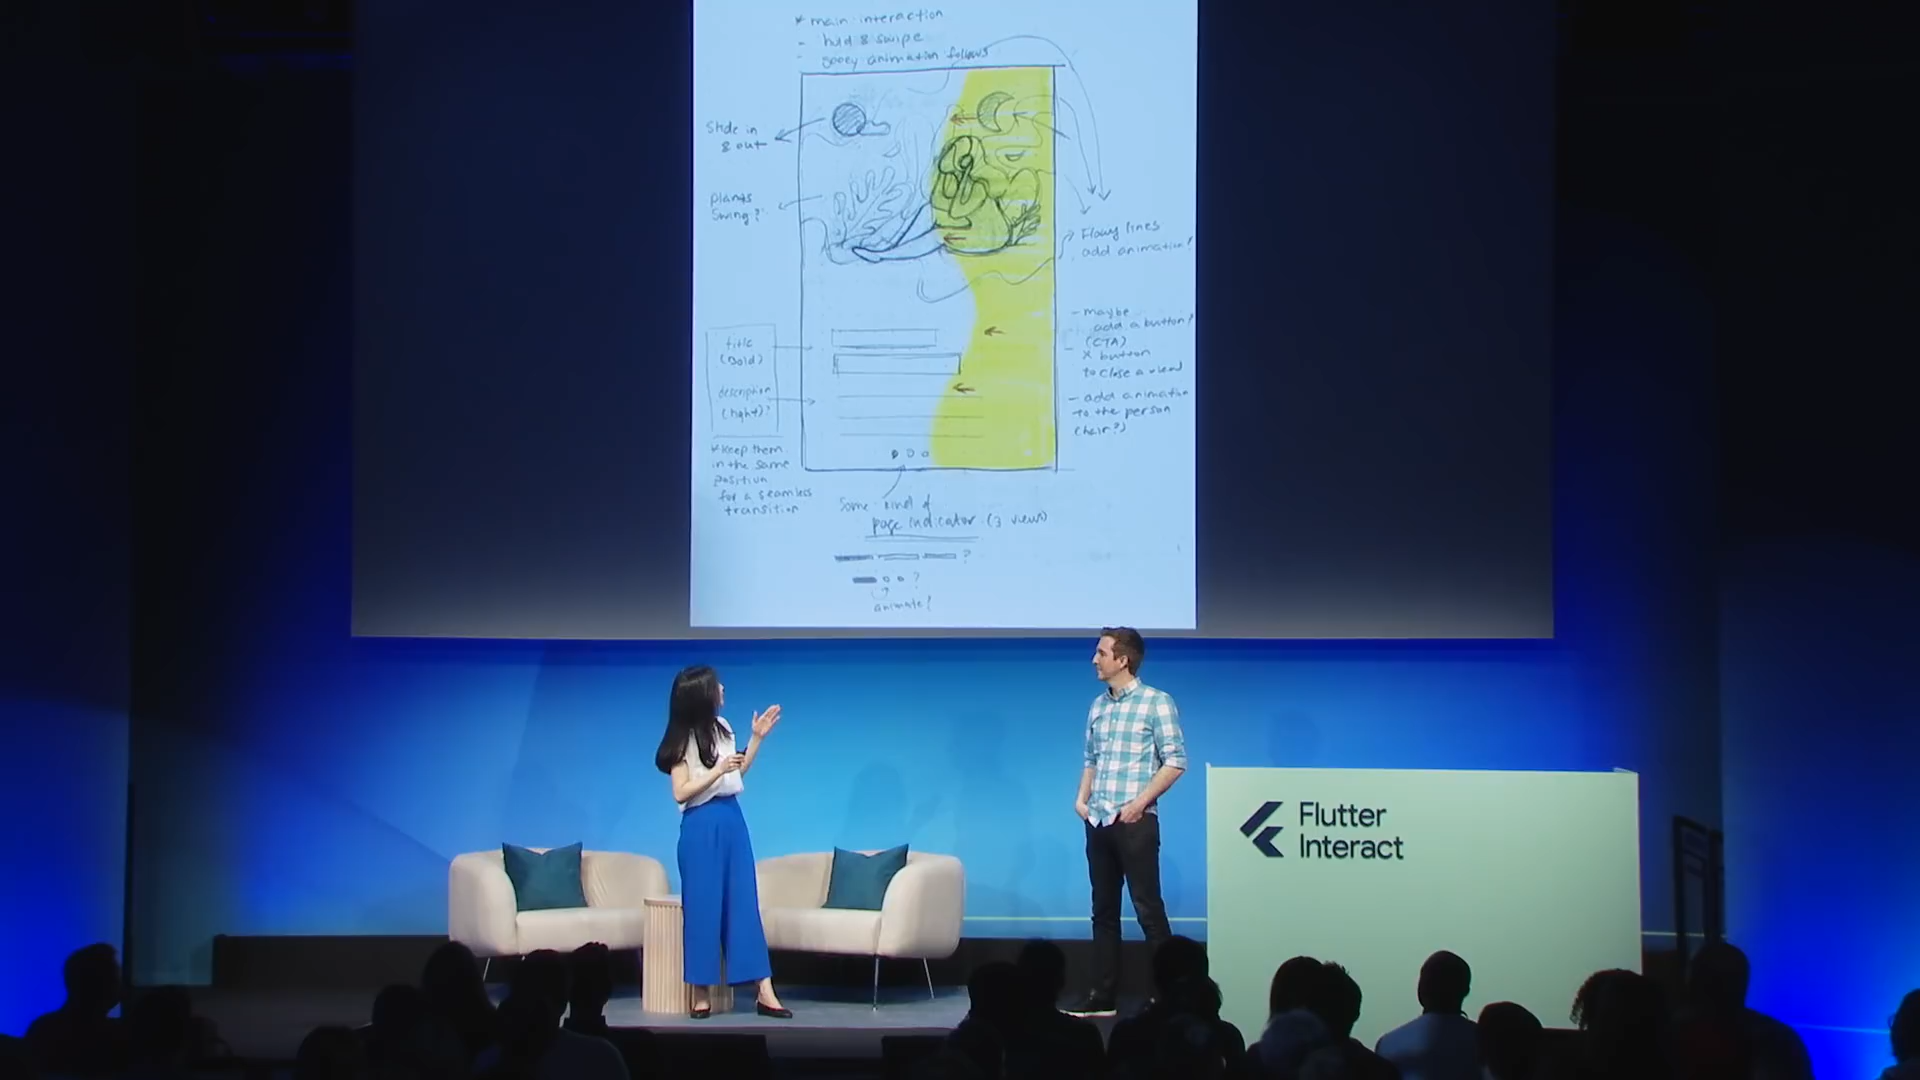 * main interaction
- hold & swipe
- gooey animation follows
Slide in
& out
plants
swing?
Flowy lines
add animation!
title
(Bold)
description
(light)?
*keep them
in the same
position
for a seamless
transition
- maybe
add a button!
(CTA)
X button
to close a view
- add animation
to the person
(hair?)
Some kind of
page indicator (3 views)
?
?
animate!
Flutter
Interact